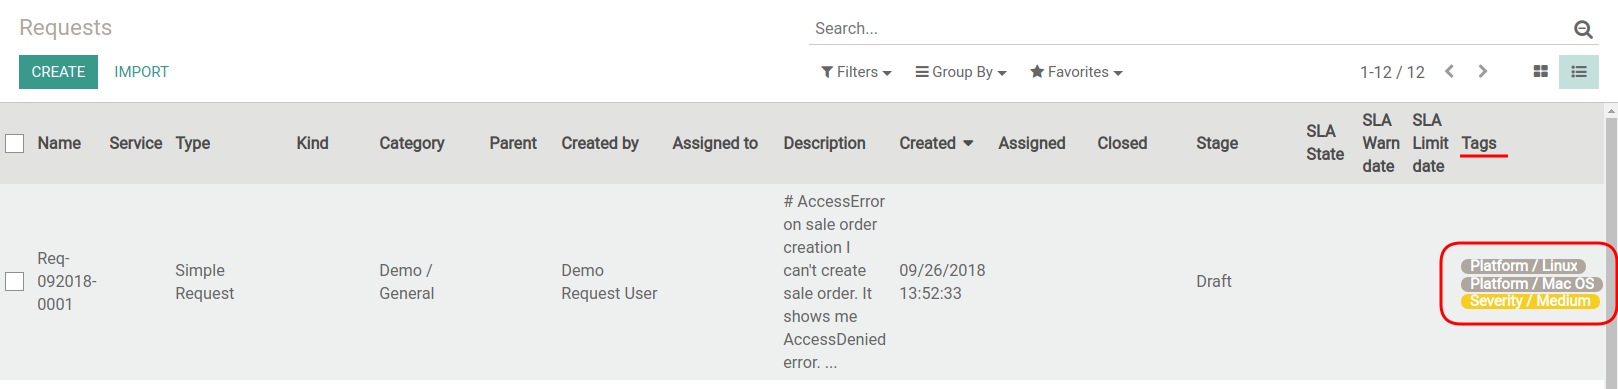 Requests
Search...
CREATE IMPORT
Filters Group By Favorites 1-12 / 12
Name Service Type Kind Category Parent Created by Assigned to Description Created Assigned Closed Stage SLA State SLA Warn date SLA Limit date Tags
Req-
092018-
0001
Simple
Request
Demo /
General
Demo
Request User
# AccessError
on sale order
creation I
can't create
sale order. It
shows me
AccessDenied
error. ...
09/26/2018
13:52:33
Draft
Platform / Linux
Platform / Mac OS
Severity / Medium